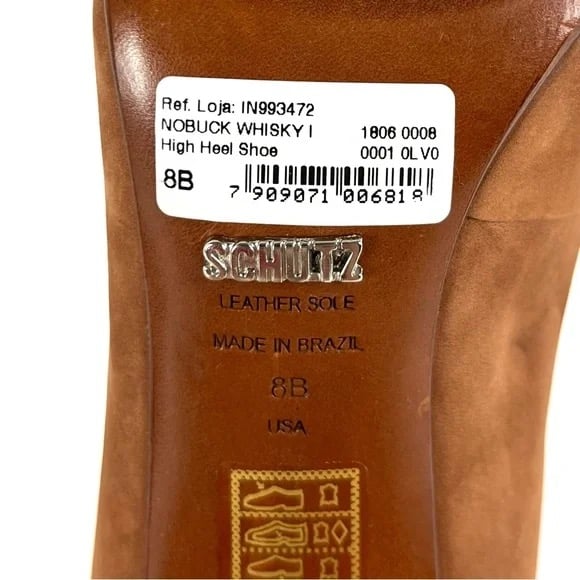 Ref. Loja: IN993472
NOBUCK WHISKY I 1806 0008
High Heel Shoe 0001 0LV0
8B 7 909071 006818
SCHUTZ
LEATHER SOLE
MADE IN BRAZIL
8B
USA